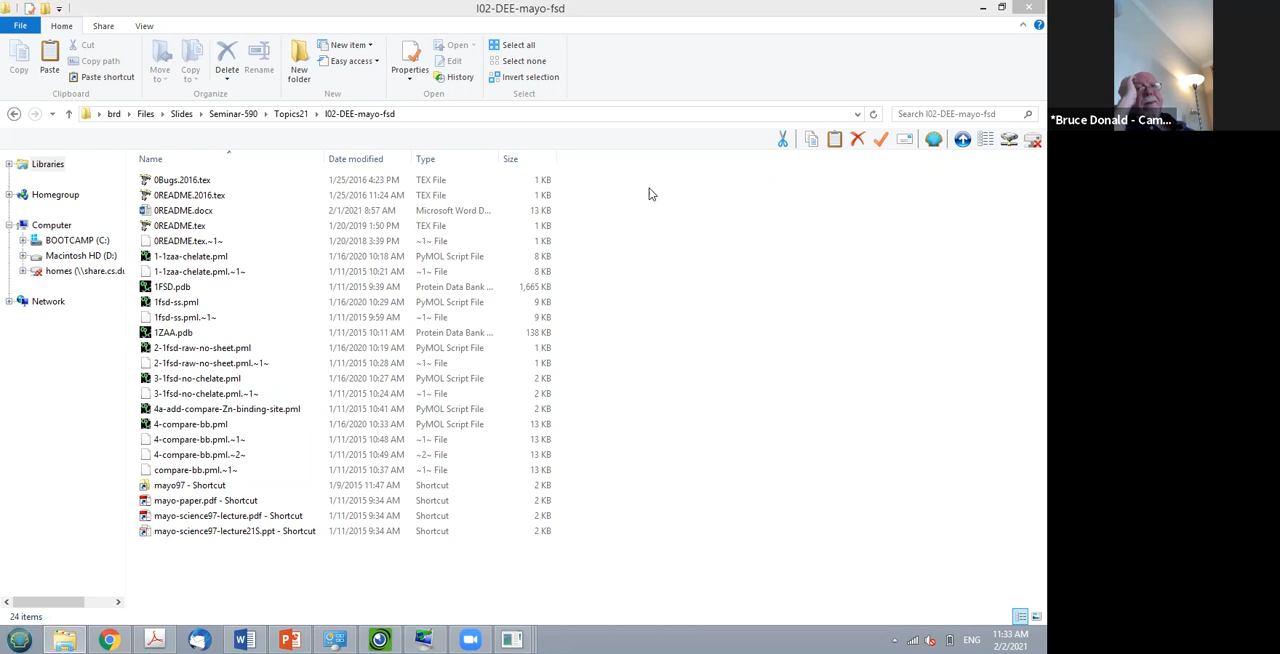 I02-DEE-mayo-fsd
File
Home
Share
View
Copy
Paste
Cut
Copy path
Paste shortcut
Clipboard
Move to
Copy to
Delete
Rename
Organize
New folder
New item
Easy access
New
Properties
Open
Edit
History
Open
Select all
Select none
Invert selection
Select
brd
Files
Slides
Seminar-590
Topics21
I02-DEE-mayo-fsd
Search I02-DEE-mayo-fsd
*Bruce Donald - Cam...
Libraries
Homegroup
Computer
BOOTCAMP (C:)
Macintosh HD (D:)
homes (\\share.cs.du
Network
Name Date modified Type Size
0Bugs.2016.tex 1/25/2016 4:23 PM TEX File 1 KB
0README.2016.tex 1/25/2016 11:24 AM TEX File 1 KB
0README.docx 2/1/2021 8:57 AM Microsoft Word D... 13 KB
0README.tex 1/20/2019 1:50 PM TEX File 1 KB
0README.tex.~1~ 1/20/2018 3:39 PM ~1~ File 1 KB
1-1zaa-chelate.pml 1/16/2020 10:18 AM PyMOL Script File 8 KB
1-1zaa-chelate.pml.~1~ 1/11/2015 10:21 AM ~1~ File 8 KB
1FSD.pdb 1/11/2015 9:39 AM Protein Data Bank ... 1,665 KB
1fsd-ss.pml 1/16/2020 10:29 AM PyMOL Script File 9 KB
1fsd-ss.pml.~1~ 1/11/2015 9:59 AM ~1~ File 9 KB
1ZAA.pdb 1/11/2015 10:11 AM Protein Data Bank ... 138 KB
2-1fsd-raw-no-sheet.pml 1/16/2020 10:19 AM PyMOL Script File 1 KB
2-1fsd-raw-no-sheet.pml.~1~ 1/11/2015 10:28 AM ~1~ File 1 KB
3-1fsd-no-chelate.pml 1/16/2020 10:27 AM PyMOL Script File 2 KB
3-1fsd-no-chelate.pml.~1~ 1/11/2015 10:24 AM ~1~ File 2 KB
4a-add-compare-Zn-binding-site.pml 1/11/2015 10:41 AM PyMOL Script File 2 KB
4-compare-bb.pml 1/16/2020 10:33 AM PyMOL Script File 13 KB
4-compare-bb.pml.~1~ 1/11/2015 10:48 AM ~1~ File 13 KB
4-compare-bb.pml.~2~ 1/11/2015 10:49 AM ~2~ File 13 KB
compare-bb.pml.~1~ 1/11/2015 10:37 AM ~1~ File 13 KB
mayo97 - Shortcut 1/9/2015 11:47 AM Shortcut 2 KB
mayo-paper.pdf - Shortcut 1/11/2015 9:34 AM Shortcut 2 KB
mayo-science97-lecture.pdf - Shortcut 1/11/2015 9:34 AM Shortcut 2 KB
mayo-science97-lecture21S.ppt - Shortcut 1/11/2015 9:34 AM Shortcut 2 KB
24 items
ENG
11:33 AM
2/2/2021